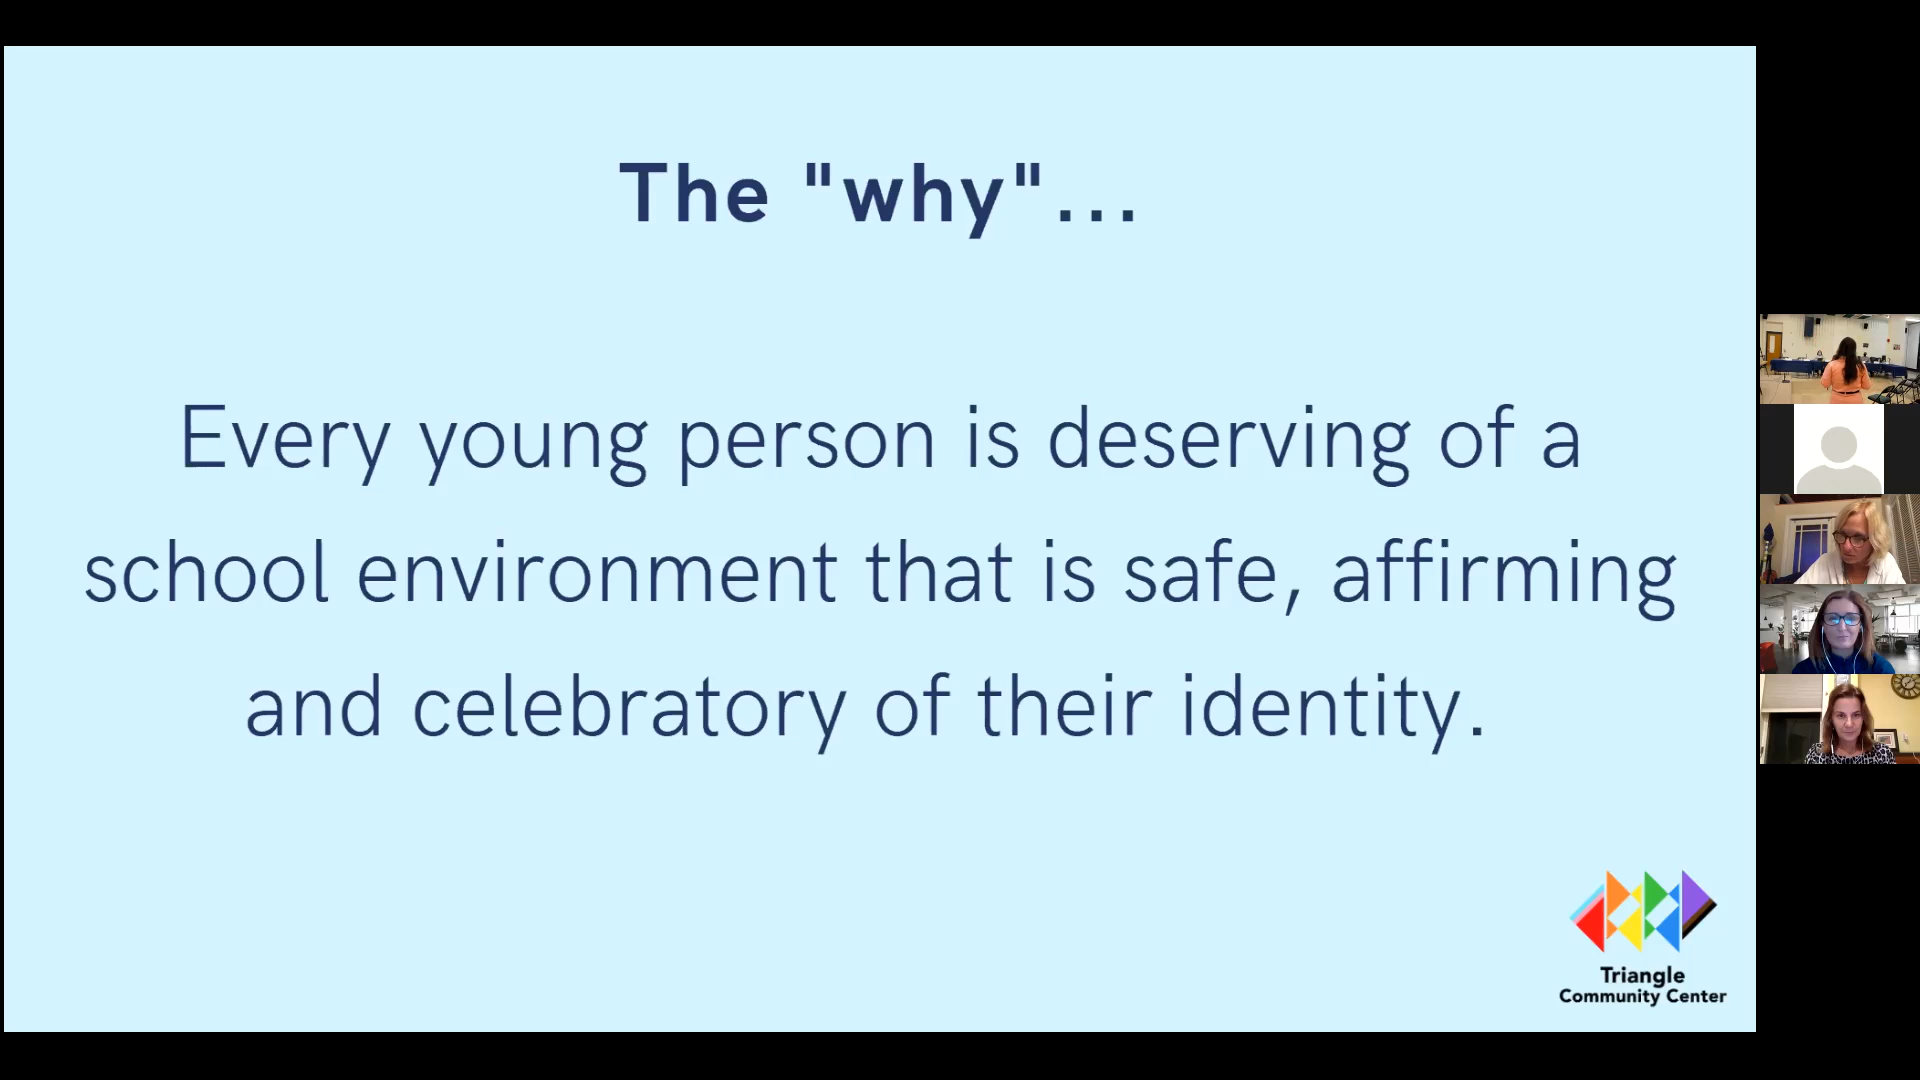 The "why"...
Every young person is deserving of a
school environment that is safe, affirming
and celebratory of their identity.
Triangle
Community Center